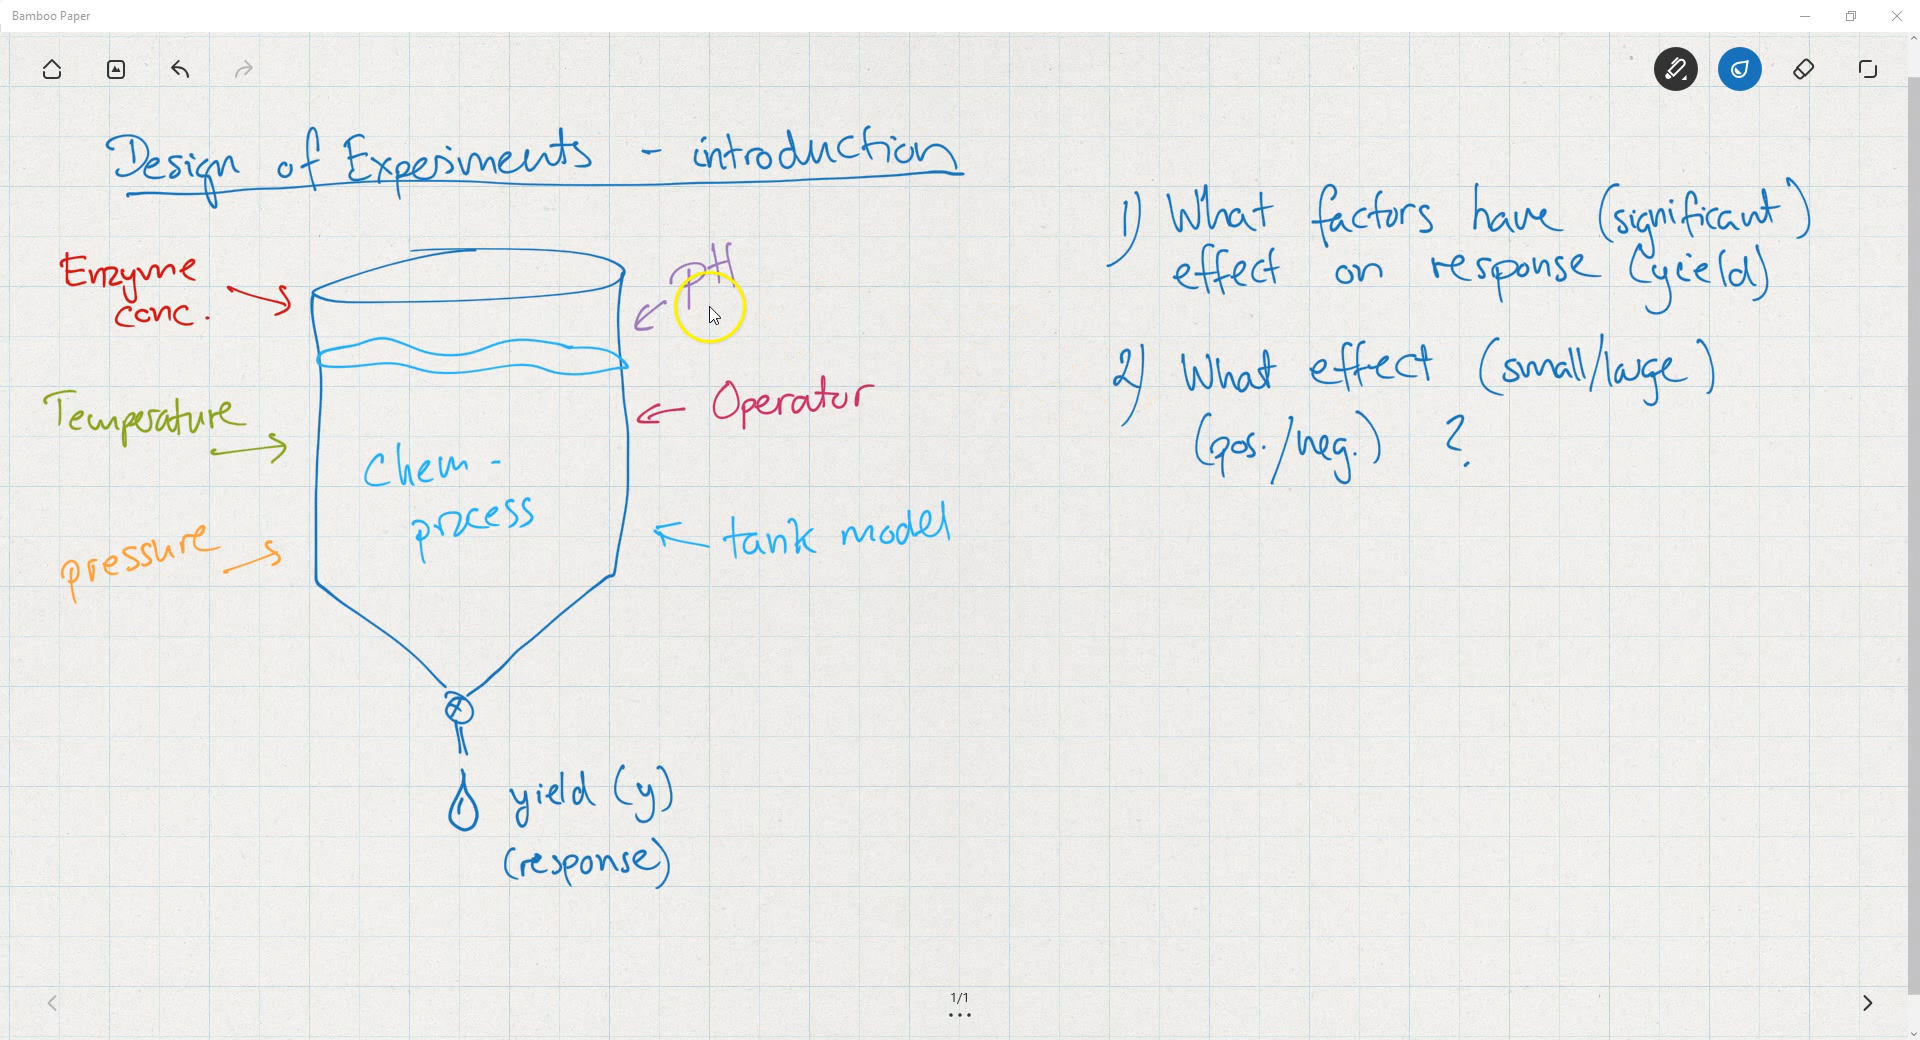 Bamboo Paper
Design of Experiments - introduction
Enzyme
conc.
Temperature
pressure
pH
Operator
tank model
Chem -
process
yield (y)
(response)
1) What factors have (significant)
effect on response (yield)
2) What effect (small/large)
(pos./neg.) ?
1/1